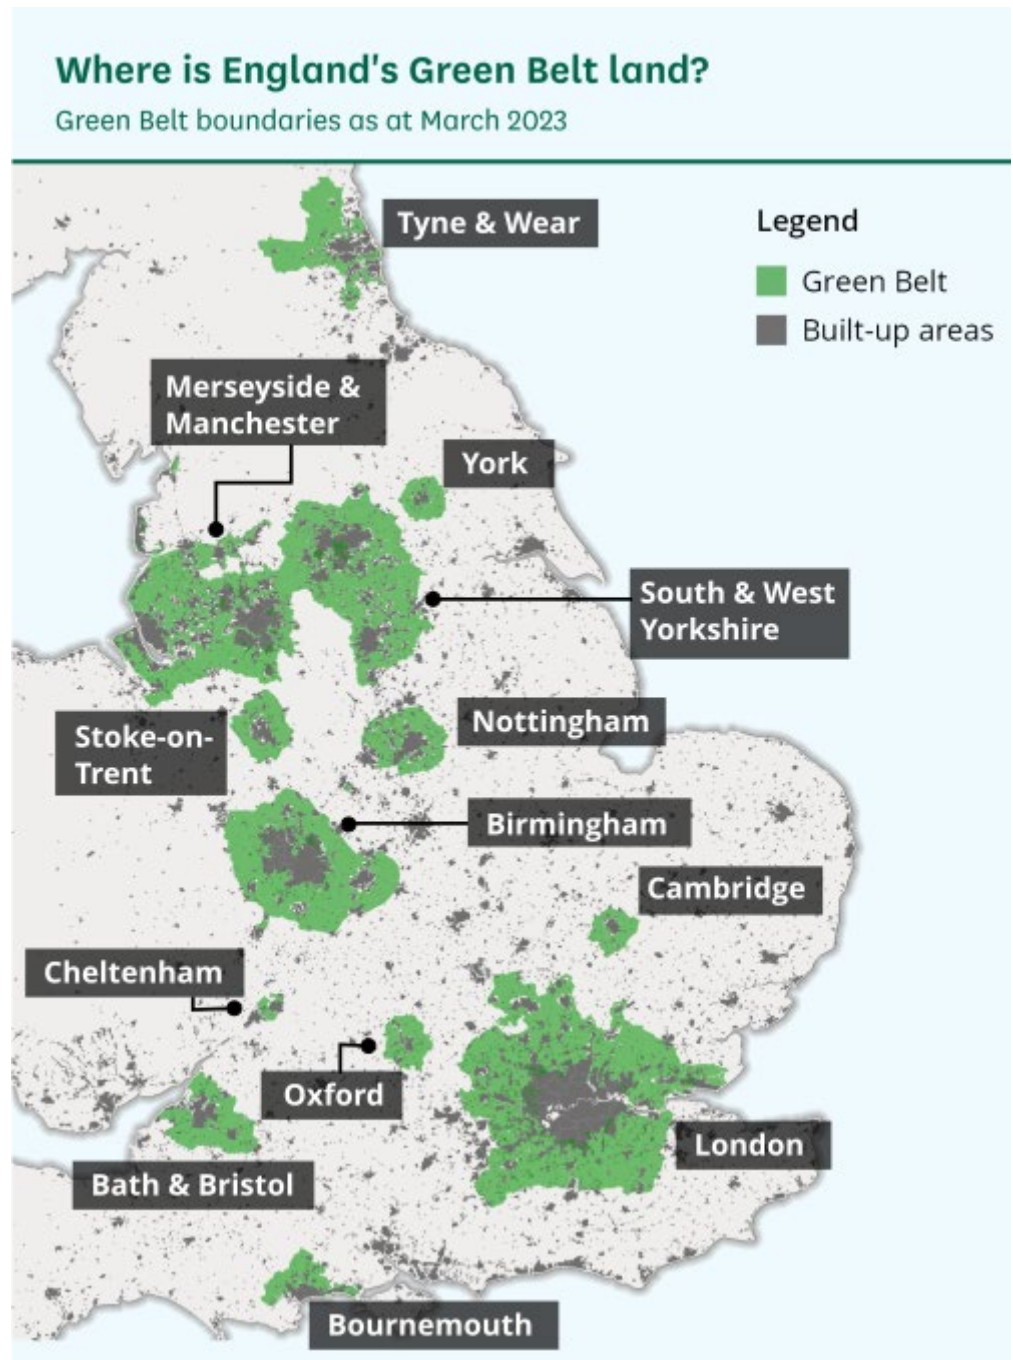 Where is England's Green Belt land?
Green Belt boundaries as at March 2023
Tyne & Wear
Legend
Green Belt
Built-up areas
Merseyside &
Manchester
York
South & West
Yorkshire
Nottingham
Stoke-on-
Trent
Birmingham
Cambridge
Cheltenham
Oxford
London
Bath & Bristol
Bournemouth